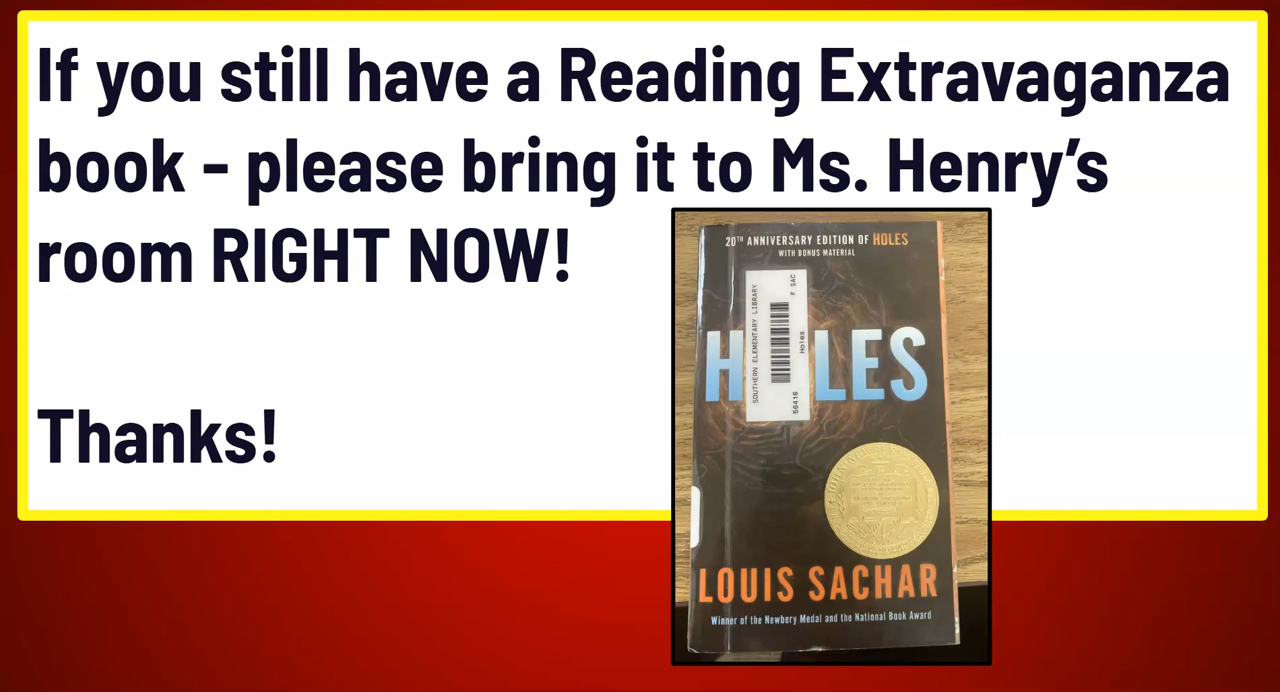 If you still have a Reading Extravaganza
book - please bring it to Ms. Henry's
room RIGHT NOW!
Thanks!
20TH ANNIVERSARY EDITION OF HOLES
WITH BONUS MATERIAL
SOUTHERN ELEMENTARY LIBRARY
F SAC
Holes
56416
H LES
LOUIS SACHAR
Winner of the Newbery Medal and the National Book Award